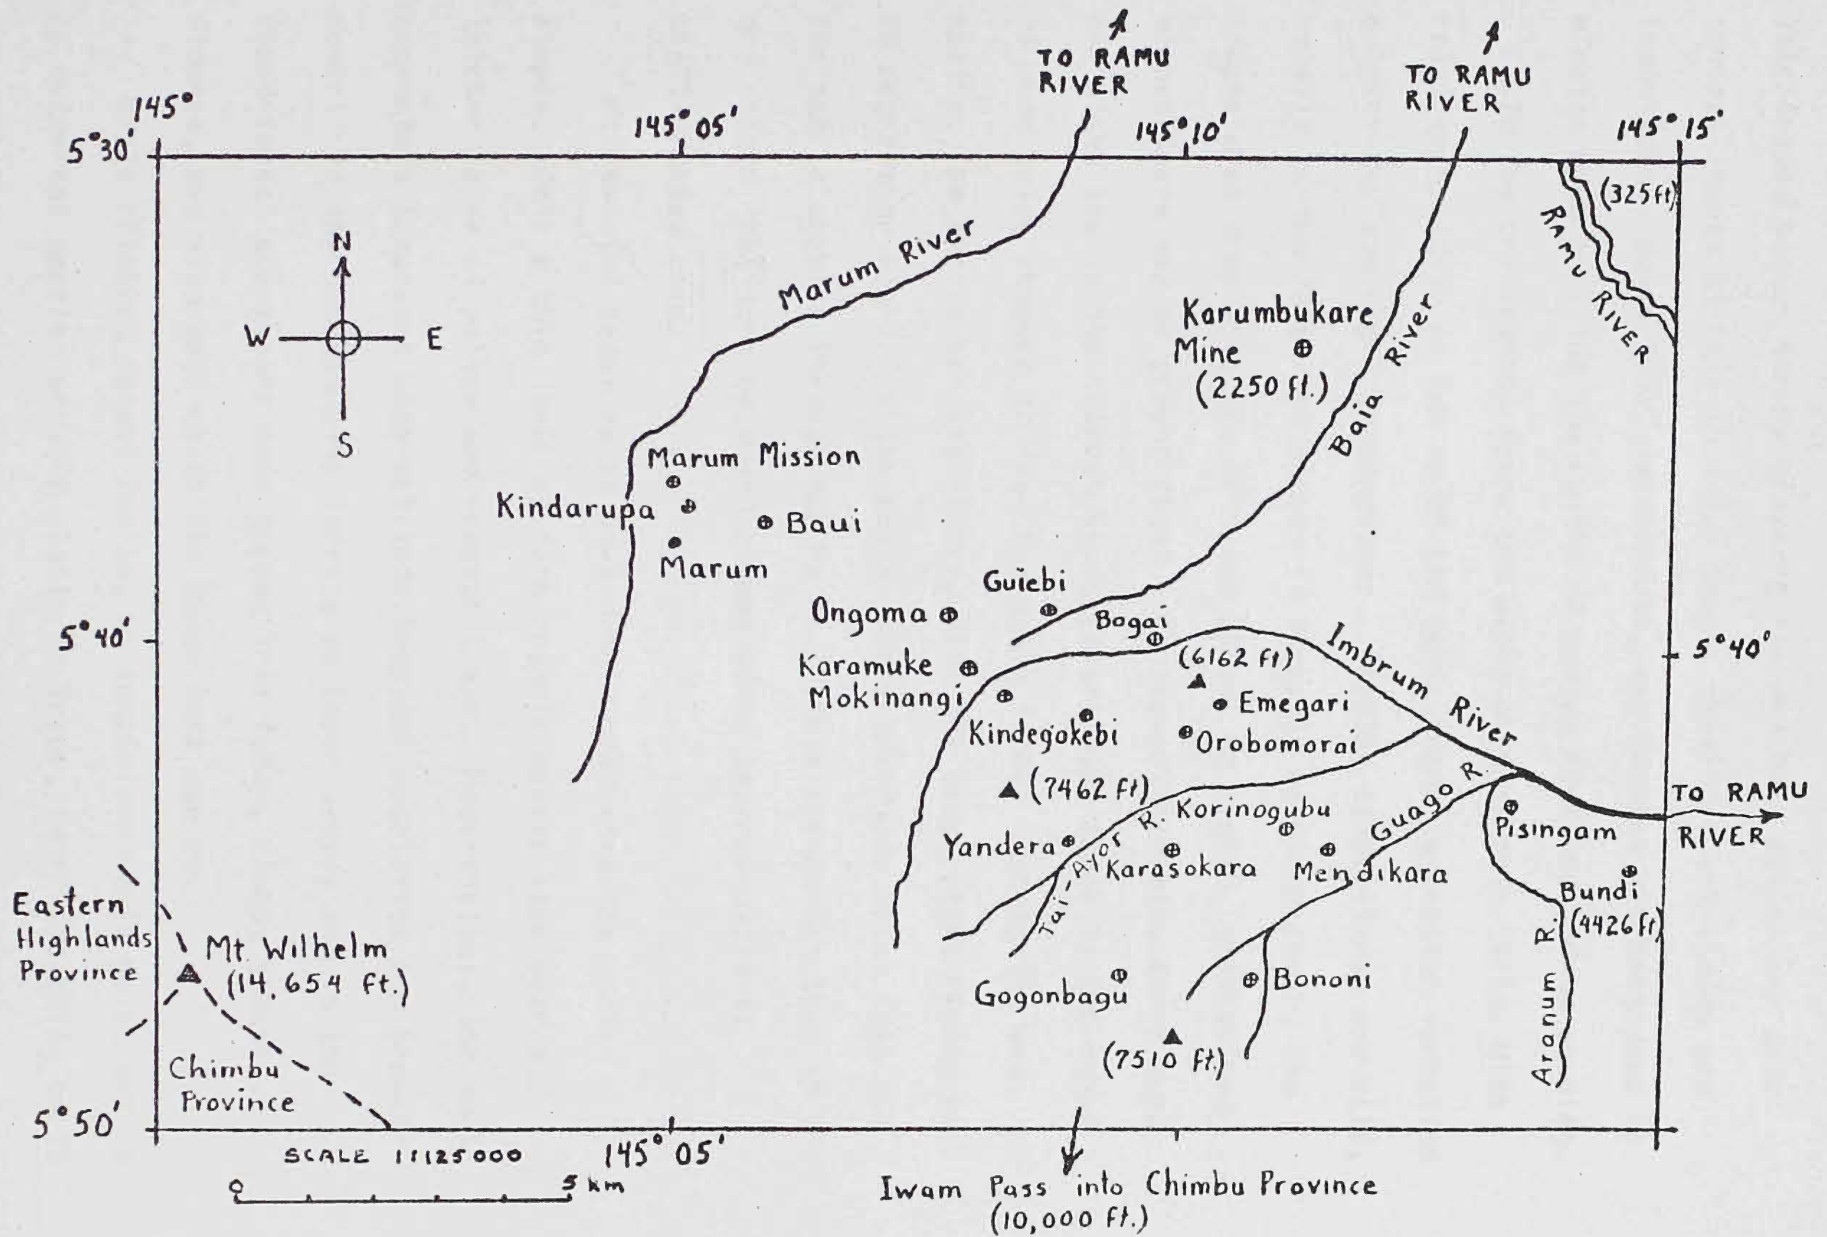 TO RAMU
RIVER
TO RAMU
RIVER
145°
145° 05'
145° 10'
145° 15'
5° 30'
(325 ft)
RAMU RIVER
N
W
E
S
Marum River
Karumbukare
Mine
(2250 ft.)
Baia River
Marum Mission
Kindarupa
Baui
Marum
Guiebi
Ongoma
Bogai
5° 40'
5° 40'
(6162 ft)
Imbrum River
Karamuke
Mokinangi
Emegari
Kindegokebi
Orobomorai
(7462 ft)
Guago R.
TO RAMU
RIVER
Korinogubu
Pisingam
Yandera
Tai-Ayor R.
Karasokara
Mendikara
Bundi
(4426 ft)
Eastern
Highlands
Province
Mt. Wilhelm
(14,654 ft.)
Aranum R.
Gogonbagu
Bononi
(7510 ft.)
Chimbu
Province
5° 50'
SCALE 1:125000
145° 05'
0
5 km
Iwam Pass into Chimbu Province
(10,000 ft.)